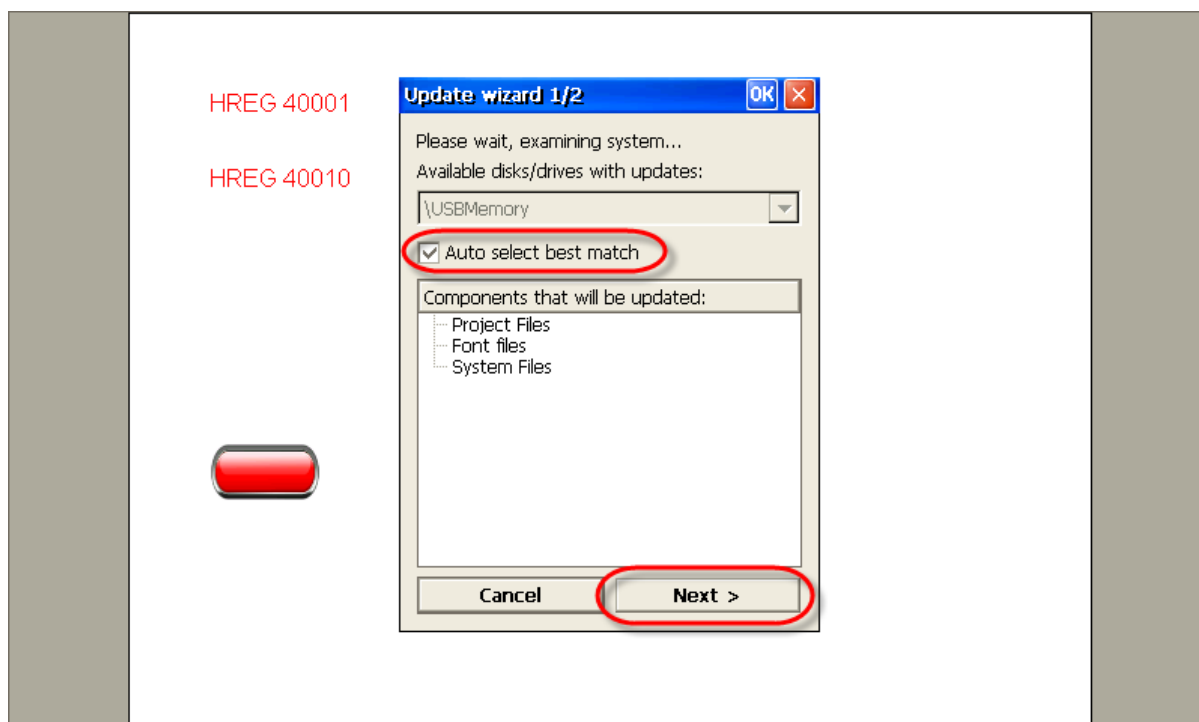 HREG 40001
HREG 40010
Update wizard 1/2
OK
Please wait, examining system...
Available disks/drives with updates:
\USBMemory
Auto select best match
Components that will be updated:
Project Files
Font files
System Files
Cancel
Next >